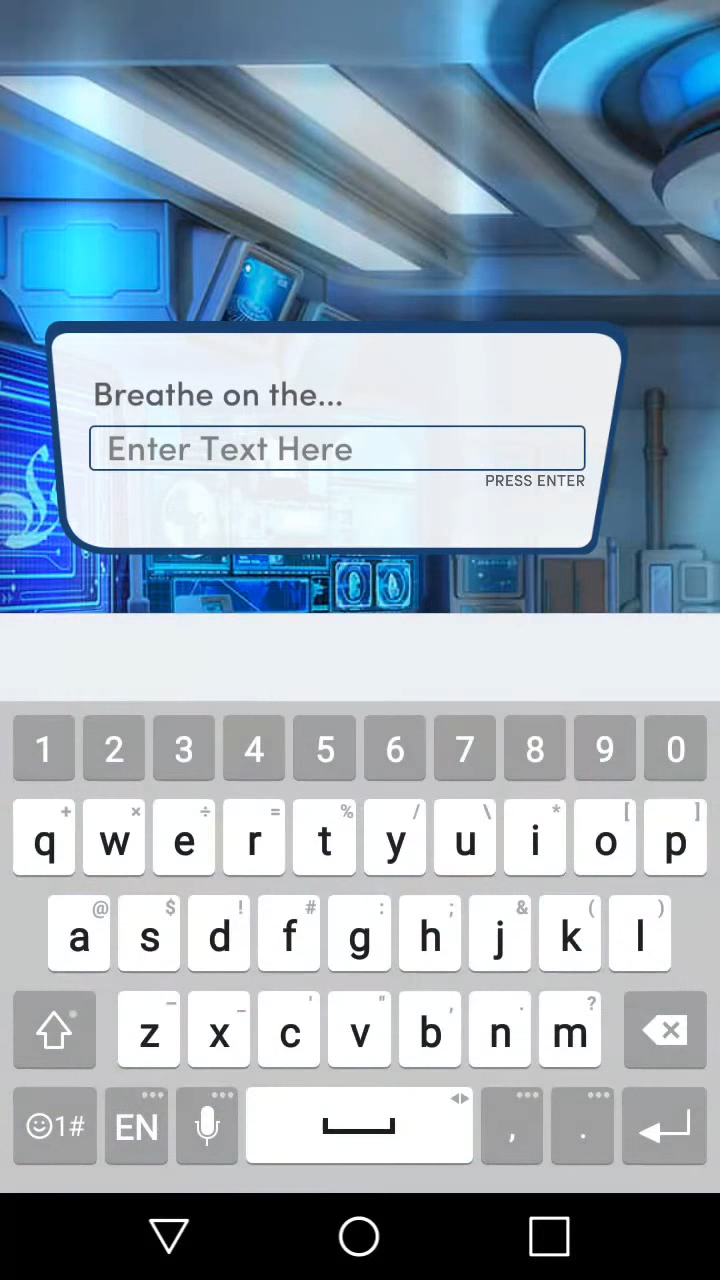 Breathe on the...
Enter Text Here
PRESS ENTER
1 2 3 4 5 6 7 8 9 0
+ × ÷ = % / \ * [ ]
q w e r t y u i o p
@ $ ! # : ; & ( )
a s d f g h j k l
– _ ' " , . ?
z x c v b n m
1# EN , .